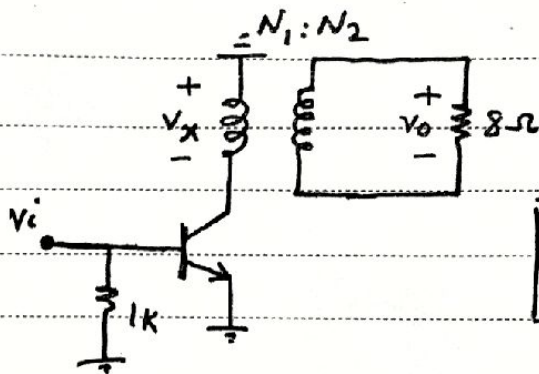 N₁ : N₂
+ Vx -
+ Vo - 8Ω
Vi
1K